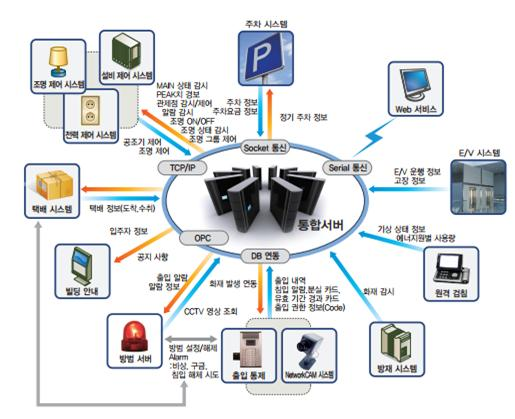 주차 시스템
설비 제어 시스템
조명 제어 시스템
전력 제어 시스템
MAIN 상태 감시
PEAK치 경보
관제점 감시/제어
알람 감시
조명 ON/OFF
조명 상태 감시
조명 그룹 제어
공조기 제어
조명 제어
주차 정보
주차요금 정보
정기 주차 정보
Web 서비스
Socket 통신
TCP/IP
Serial 통신
E/V 시스템
E/V 운행 정보
고장 정보
택배 시스템
택배 정보(도착,수취)
통합서버
OPC
DB 연동
입주자 정보
공지 사항
빌딩 안내
가상 상태 정보
에너지원별 사용량
원격 검침
출입 알람
알람 정보
화재 발생 연동
CCTV 영상 조회
출입 내역
침입 알람,분실 카드,
유효 기간 경과 카드
출입 권한 정보(Code)
화재 감시
방재 시스템
방범 서버
방범 설정/해제
Alarm
:비상, 구급,
침입 해제 시도
출입 통제
NetworkCAM 시스템